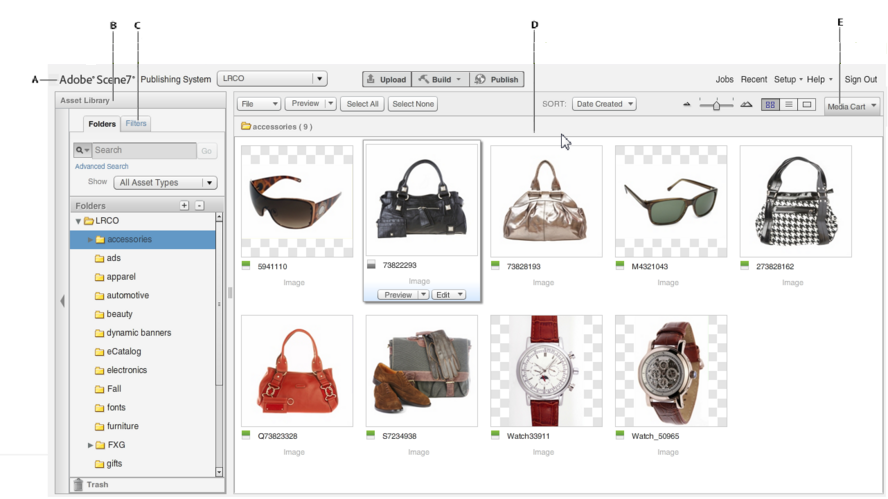 B C D E
A Adobe® Scene7® Publishing System LRCO Upload Build Publish Jobs Recent Setup Help Sign Out
Asset Library
File Preview Select All Select None SORT: Date Created Media Cart
Folders Filters
accessories ( 9 )
Search Go
Advanced Search
Show All Asset Types
Folders + -
LRCO
accessories
ads
apparel
automotive
beauty
dynamic banners
eCatalog
electronics
Fall
fonts
furniture
FXG
gifts
Trash
5941110 73822293 73828193 M4321043 273828162
Image Image Image Image Image
Preview Edit
Q73823328 S7234938 Watch33911 Watch_50965
Image Image Image Image